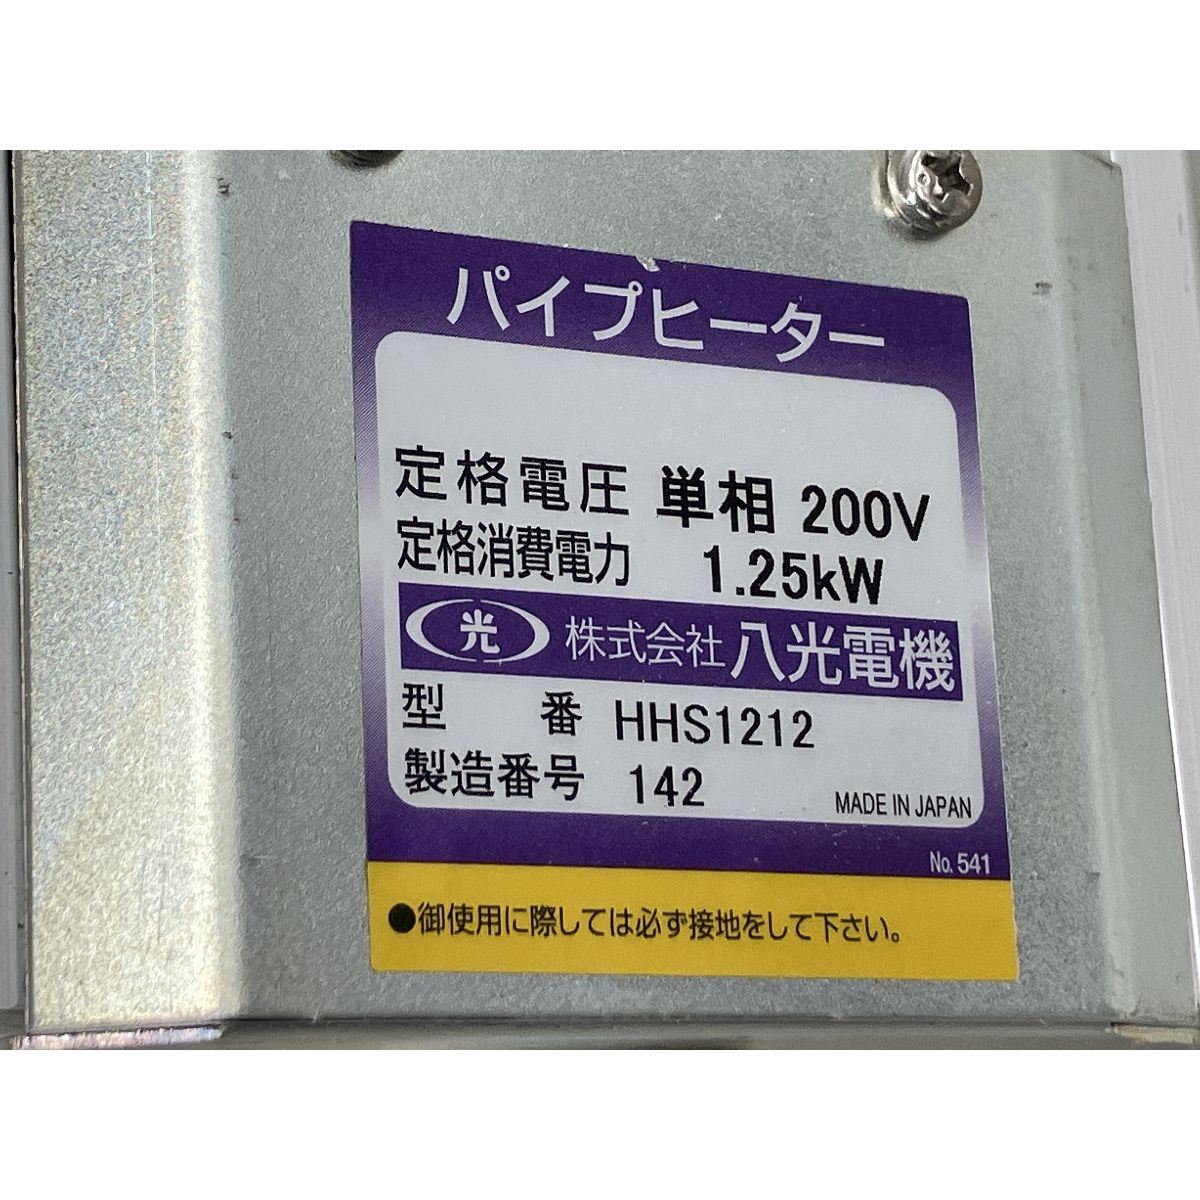 パイプヒーター
定格電圧 単相 200V
定格消費電力 1.25kW
光 株式会社 八光電機
型 番 HHS1212
製造番号 142
MADE IN JAPAN
No. 541
●御使用に際しては必ず接地をして下さい。